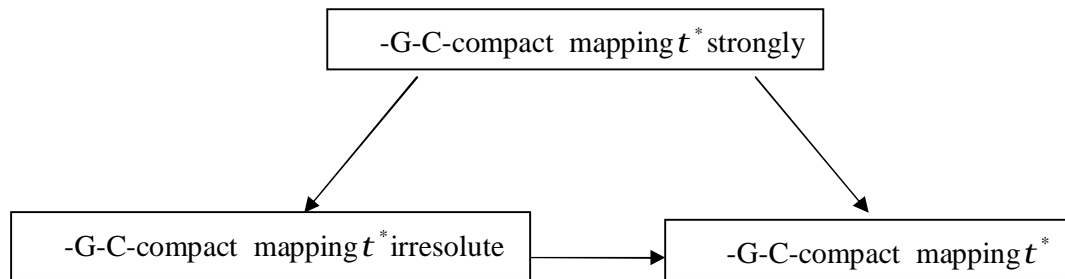 -G-C-compact mapping t* strongly
-G-C-compact mapping t* irresolute
-G-C-compact mapping t*